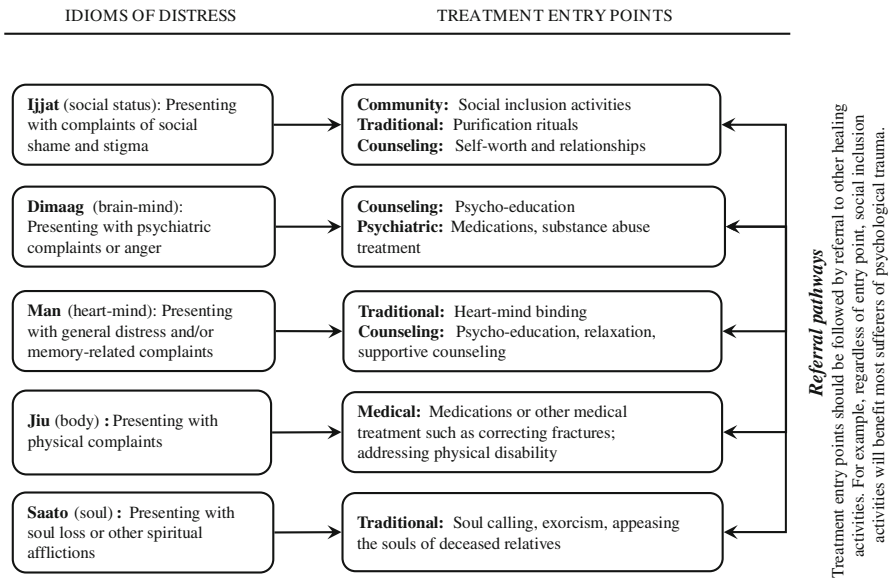 IDIOMS OF DISTRESS
TREATMENT ENTRY POINTS
Ijjat (social status): Presenting
with complaints of social
shame and stigma
Community: Social inclusion activities
Traditional: Purification rituals
Counseling: Self-worth and relationships
Dimaag (brain-mind):
Presenting with psychiatric
complaints or anger
Counseling: Psycho-education
Psychiatric: Medications, substance abuse
treatment
Man (heart-mind): Presenting
with general distress and/or
memory-related complaints
Traditional: Heart-mind binding
Counseling: Psycho-education, relaxation,
supportive counseling
Jiu (body) : Presenting with
physical complaints
Medical: Medications or other medical
treatment such as correcting fractures;
addressing physical disability
Saato (soul) : Presenting with
soul loss or other spiritual
afflictions
Traditional: Soul calling, exorcism, appeasing
the souls of deceased relatives
Referral pathways
Treatment entry points should be followed by referral to other healing
activities. For example, regardless of entry point, social inclusion
activities will benefit most sufferers of psychological trauma.